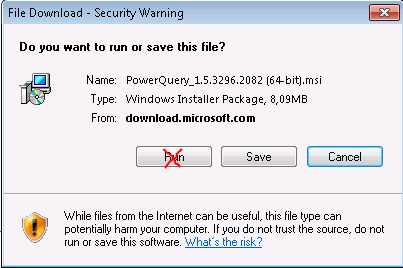 File Download - Security Warning
Do you want to run or save this file?
Name: PowerQuery_1.5.3296.2082 (64-bit).msi
Type: Windows Installer Package, 8,09MB
From: download.microsoft.com
Run Save Cancel
While files from the Internet can be useful, this file type can
potentially harm your computer. If you do not trust the source, do not
run or save this software. What's the risk?